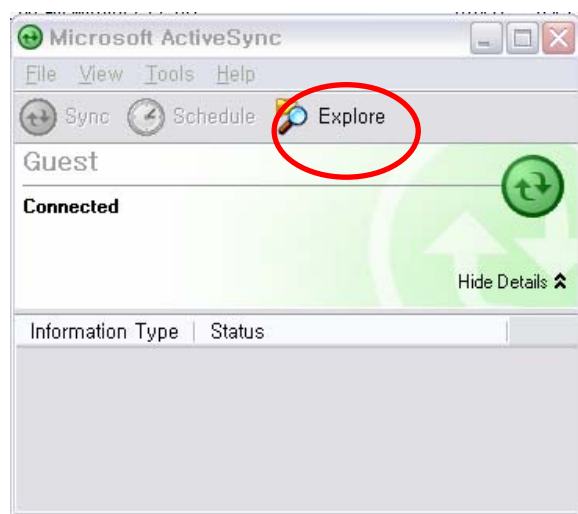 Microsoft ActiveSync
File View Tools Help
Sync Schedule Explore
Guest
Connected
Hide Details
Information Type Status